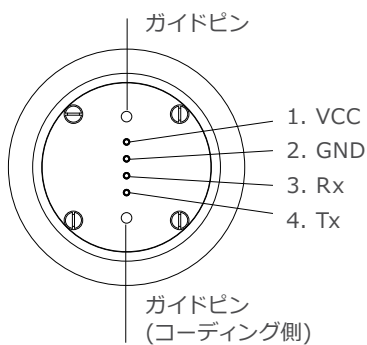 ガイドピン
1. VCC
2. GND
3. Rx
4. Tx
ガイドピン
(コーディング側)